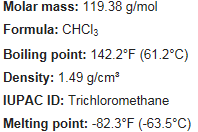 Molar mass: 119.38 g/mol
Formula: CHCl₃
Boiling point: 142.2°F (61.2°C)
Density: 1.49 g/cm³
IUPAC ID: Trichloromethane
Melting point: -82.3°F (-63.5°C)